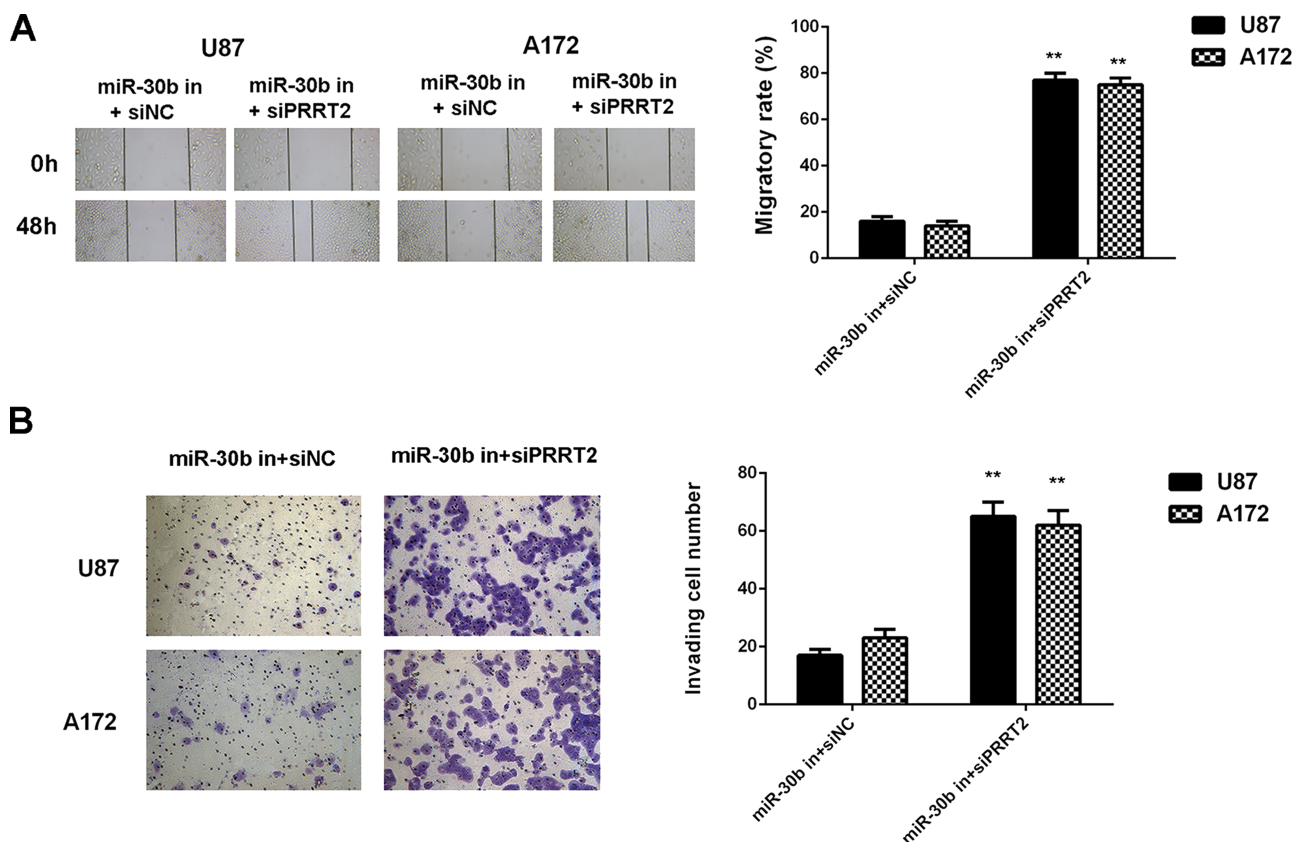 A
U87
A172
miR-30b in
+ siNC
miR-30b in
+ siPRRT2
miR-30b in
+ siNC
miR-30b in
+ siPRRT2
0h
48h
Migratory rate (%)
100
80
60
40
20
0
**
**
miR-30b in+siNC
miR-30b in+siPRRT2
U87
A172
B
miR-30b in+siNC
miR-30b in+siPRRT2
U87
A172
Invading cell number
80
60
40
20
0
**
**
miR-30b in+siNC
miR-30b in+siPRRT2
U87
A172